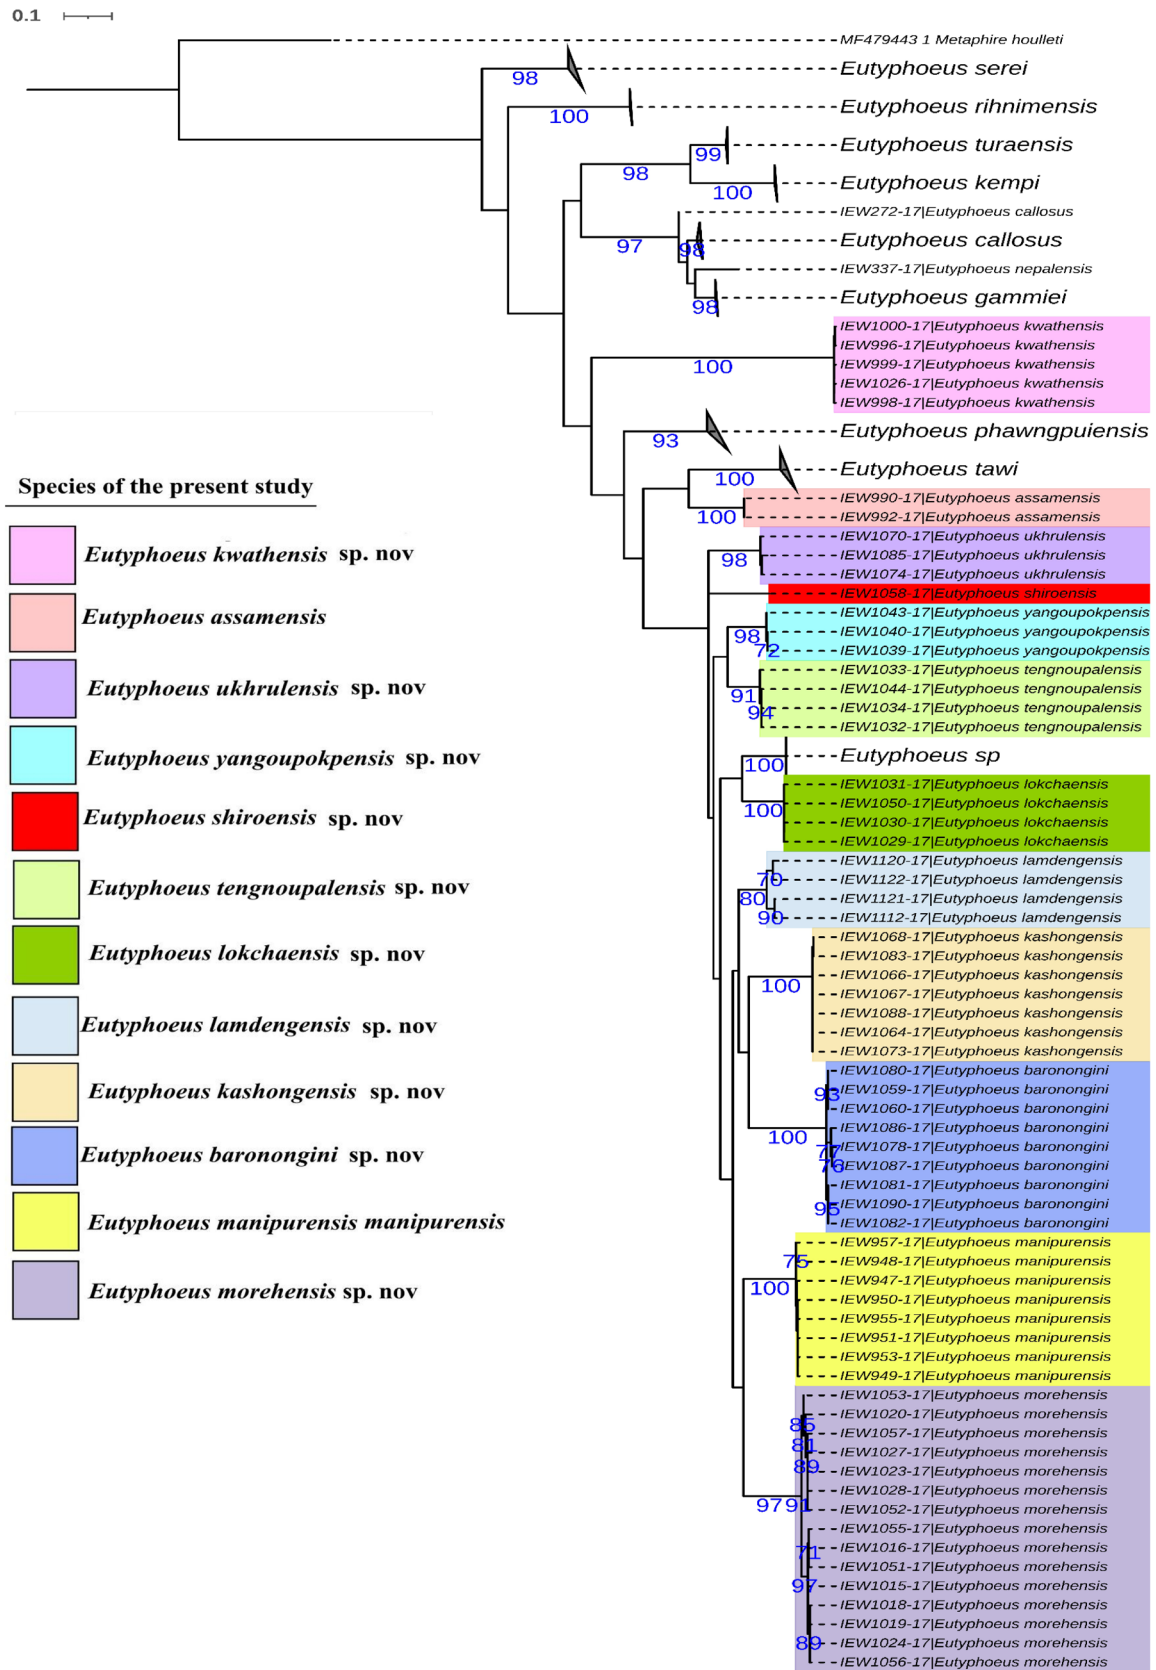 0.1
MF479443 1 Metaphire houlleti
98
Eutyphoeus serei
100
Eutyphoeus rihnimensis
99
Eutyphoeus turaensis
98
100
Eutyphoeus kempi
IEW272-17|Eutyphoeus callosus
97
98
Eutyphoeus callosus
IEW337-17|Eutyphoeus nepalensis
98
Eutyphoeus gammiei
IEW1000-17|Eutyphoeus kwathensis
IEW996-17|Eutyphoeus kwathensis
100
IEW999-17|Eutyphoeus kwathensis
IEW1026-17|Eutyphoeus kwathensis
IEW998-17|Eutyphoeus kwathensis
93
Eutyphoeus phawngpuiensis
100
Eutyphoeus tawi
IEW990-17|Eutyphoeus assamensis
100
IEW992-17|Eutyphoeus assamensis
IEW1070-17|Eutyphoeus ukhrulensis
98
IEW1085-17|Eutyphoeus ukhrulensis
IEW1074-17|Eutyphoeus ukhrulensis
IEW1058-17|Eutyphoeus shiroensis
IEW1043-17|Eutyphoeus yangoupokpensis
98
IEW1040-17|Eutyphoeus yangoupokpensis
72
IEW1039-17|Eutyphoeus yangoupokpensis
IEW1033-17|Eutyphoeus tengnoupalensis
91
IEW1044-17|Eutyphoeus tengnoupalensis
94
IEW1034-17|Eutyphoeus tengnoupalensis
IEW1032-17|Eutyphoeus tengnoupalensis
100
Eutyphoeus sp
IEW1031-17|Eutyphoeus lokchaensis
100
IEW1050-17|Eutyphoeus lokchaensis
IEW1030-17|Eutyphoeus lokchaensis
IEW1029-17|Eutyphoeus lokchaensis
IEW1120-17|Eutyphoeus lamdengensis
70
IEW1122-17|Eutyphoeus lamdengensis
80
IEW1121-17|Eutyphoeus lamdengensis
90
IEW1112-17|Eutyphoeus lamdengensis
IEW1068-17|Eutyphoeus kashongensis
IEW1083-17|Eutyphoeus kashongensis
100
IEW1066-17|Eutyphoeus kashongensis
IEW1067-17|Eutyphoeus kashongensis
IEW1088-17|Eutyphoeus kashongensis
IEW1064-17|Eutyphoeus kashongensis
IEW1073-17|Eutyphoeus kashongensis
IEW1080-17|Eutyphoeus baronongini
93
IEW1059-17|Eutyphoeus baronongini
IEW1060-17|Eutyphoeus baronongini
100
IEW1086-17|Eutyphoeus baronongini
77
IEW1078-17|Eutyphoeus baronongini
76
IEW1087-17|Eutyphoeus baronongini
IEW1081-17|Eutyphoeus baronongini
95
IEW1090-17|Eutyphoeus baronongini
IEW1082-17|Eutyphoeus baronongini
IEW957-17|Eutyphoeus manipurensis
75
IEW948-17|Eutyphoeus manipurensis
100
IEW947-17|Eutyphoeus manipurensis
IEW950-17|Eutyphoeus manipurensis
IEW955-17|Eutyphoeus manipurensis
IEW951-17|Eutyphoeus manipurensis
IEW953-17|Eutyphoeus manipurensis
IEW949-17|Eutyphoeus manipurensis
IEW1053-17|Eutyphoeus morehensis
85
IEW1020-17|Eutyphoeus morehensis
IEW1057-17|Eutyphoeus morehensis
81
IEW1027-17|Eutyphoeus morehensis
89
IEW1023-17|Eutyphoeus morehensis
IEW1028-17|Eutyphoeus morehensis
97 91
IEW1052-17|Eutyphoeus morehensis
IEW1055-17|Eutyphoeus morehensis
71
IEW1016-17|Eutyphoeus morehensis
IEW1051-17|Eutyphoeus morehensis
97
IEW1015-17|Eutyphoeus morehensis
IEW1018-17|Eutyphoeus morehensis
IEW1019-17|Eutyphoeus morehensis
89
IEW1024-17|Eutyphoeus morehensis
IEW1056-17|Eutyphoeus morehensis
Species of the present study
Eutyphoeus kwathensis sp. nov
Eutyphoeus assamensis
Eutyphoeus ukhrulensis sp. nov
Eutyphoeus yangoupokpensis sp. nov
Eutyphoeus shiroensis sp. nov
Eutyphoeus tengnoupalensis sp. nov
Eutyphoeus lokchaensis sp. nov
Eutyphoeus lamdengensis sp. nov
Eutyphoeus kashongensis sp. nov
Eutyphoeus baronongini sp. nov
Eutyphoeus manipurensis manipurensis
Eutyphoeus morehensis sp. nov